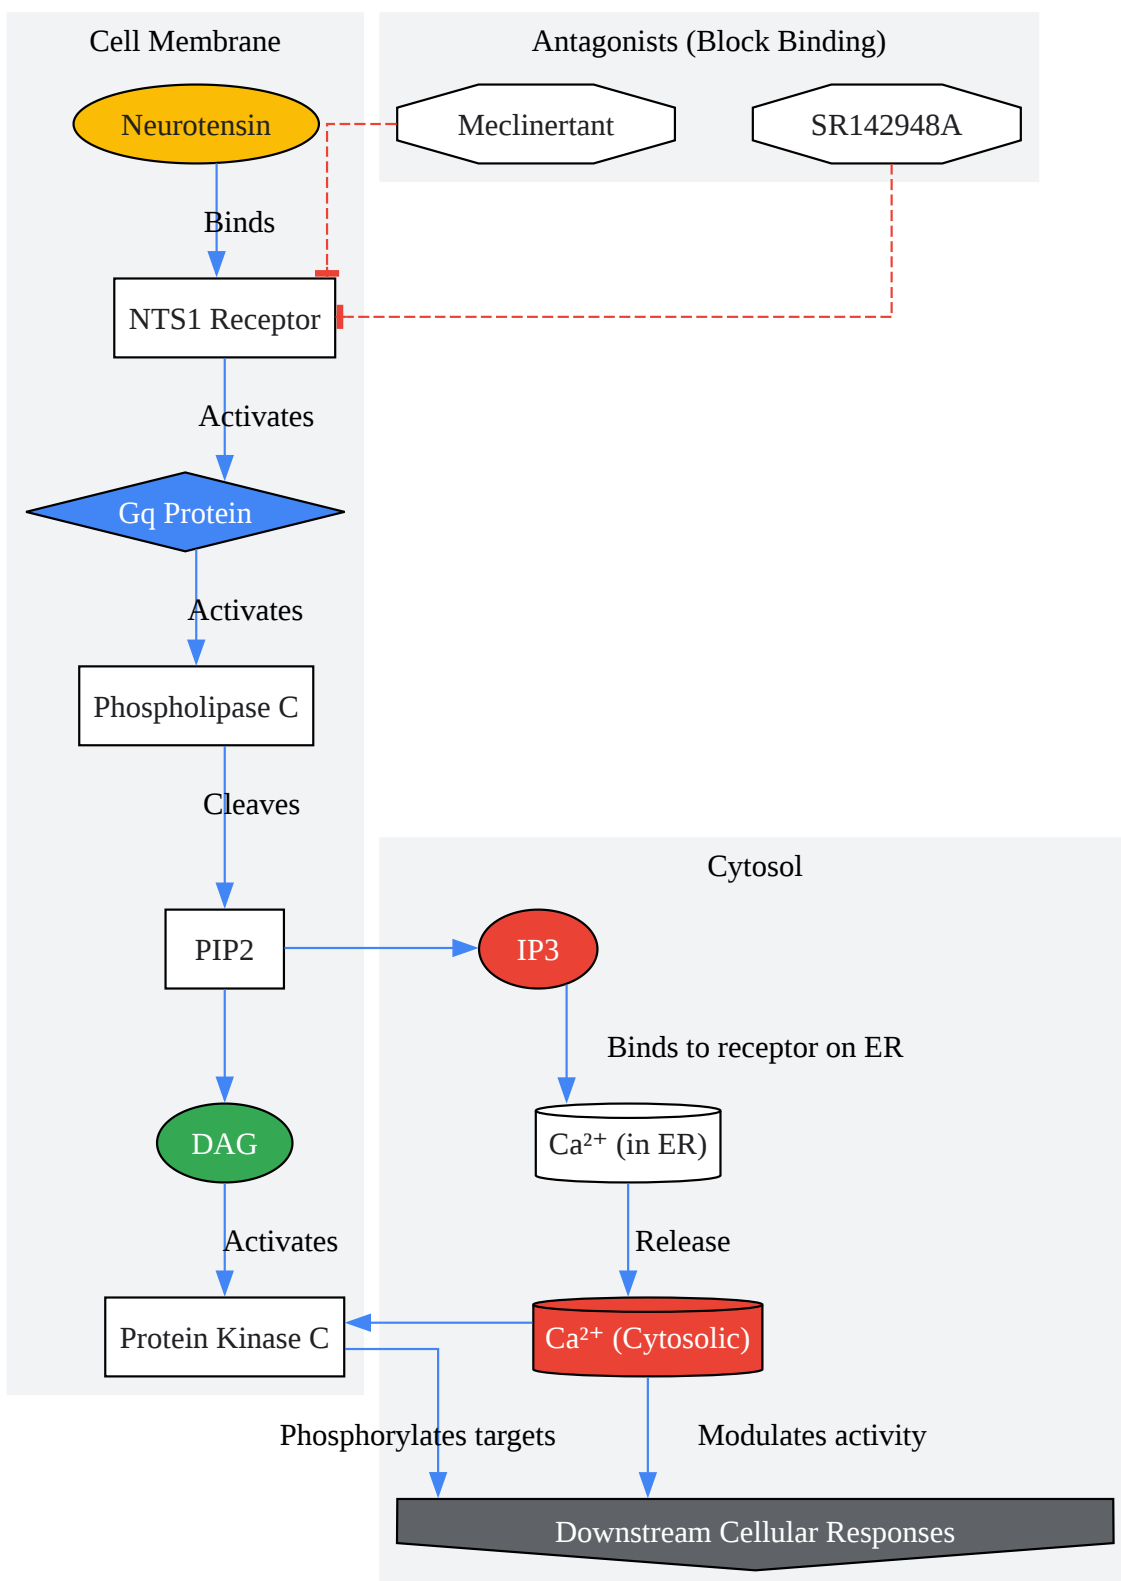 Cell Membrane
Antagonists (Block Binding)
Neurotensin
Meclinertant
SR142948A
Binds
NTS1 Receptor
Activates
Gq Protein
Activates
Phospholipase C
Cleaves
Cytosol
PIP2
IP3
Binds to receptor on ER
DAG
Ca²⁺ (in ER)
Activates
Release
Protein Kinase C
Ca²⁺ (Cytosolic)
Phosphorylates targets
Modulates activity
Downstream Cellular Responses